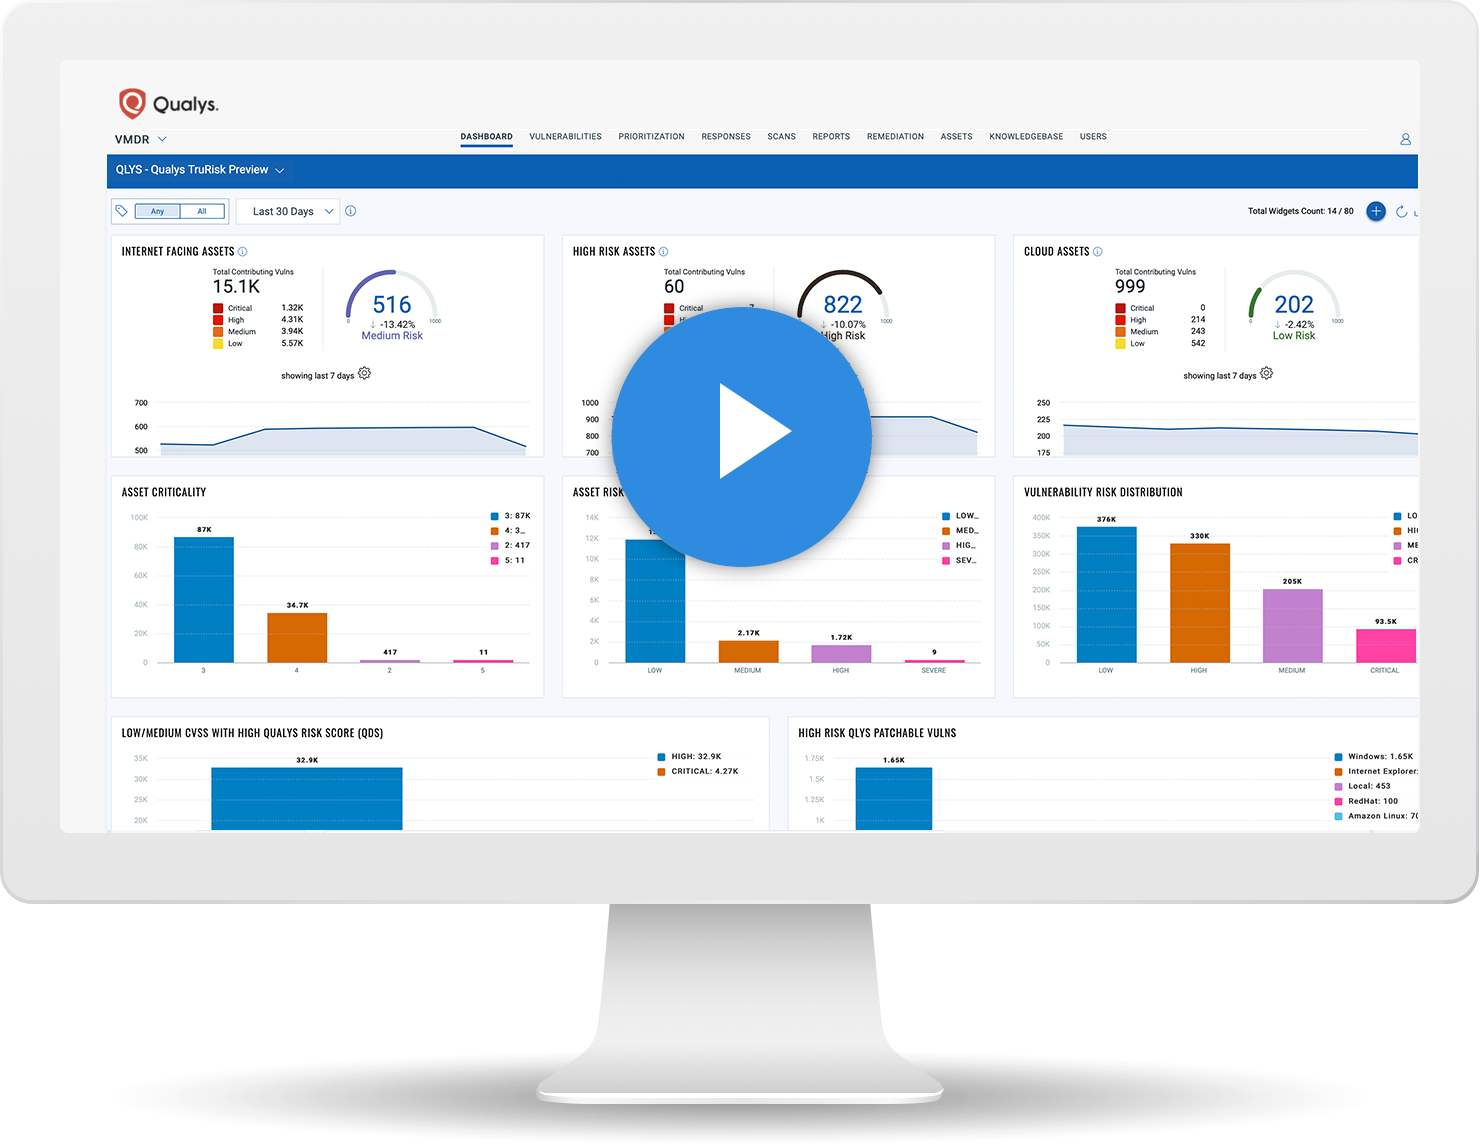 Qualys.
VMDR
DASHBOARD VULNERABILITIES PRIORITIZATION RESPONSES SCANS REPORTS REMEDIATION ASSETS KNOWLEDGEBASE USERS
QLYS - Qualys TruRisk Preview
Any All Last 30 Days Total Widgets Count: 14 / 80
INTERNET FACING ASSETS
Total Contributing Vulns
15.1K
Critical 1.32K
High 4.31K
Medium 3.94K
Low 5.57K
516
0 1000
-13.42%
Medium Risk
showing last 7 days
700
600
500
HIGH RISK ASSETS
Total Contributing Vulns
60
Critical 7
822
1000
-10.07%
High Risk
1000
900
800
700
CLOUD ASSETS
Total Contributing Vulns
999
Critical 0
High 214
Medium 243
Low 542
202
0 1000
-2.42%
Low Risk
showing last 7 days
250
225
200
175
ASSET CRITICALITY
100K
80K
60K
40K
20K
0
87K
34.7K
417
11
3 4 2 5
3: 87K
4: 3...
2: 417
5: 11
ASSET RISK
14K
12K
10K
8K
6K
4K
2K
0
2.17K
1.72K
9
LOW MEDIUM HIGH SEVERE
LOW...
MED...
HIG...
SEV...
VULNERABILITY RISK DISTRIBUTION
400K
350K
300K
250K
200K
150K
100K
50K
0
376K
330K
205K
93.5K
LOW HIGH MEDIUM CRITICAL
LO
HI
ME
CR
LOW/MEDIUM CVSS WITH HIGH QUALYS RISK SCORE (QDS)
35K
30K
25K
20K
32.9K
HIGH: 32.9K
CRITICAL: 4.27K
HIGH RISK QLYS PATCHABLE VULNS
1.75K
1.5K
1.25K
1K
1.65K
Windows: 1.65K
Internet Explorer:
Local: 453
RedHat: 100
Amazon Linux: 70